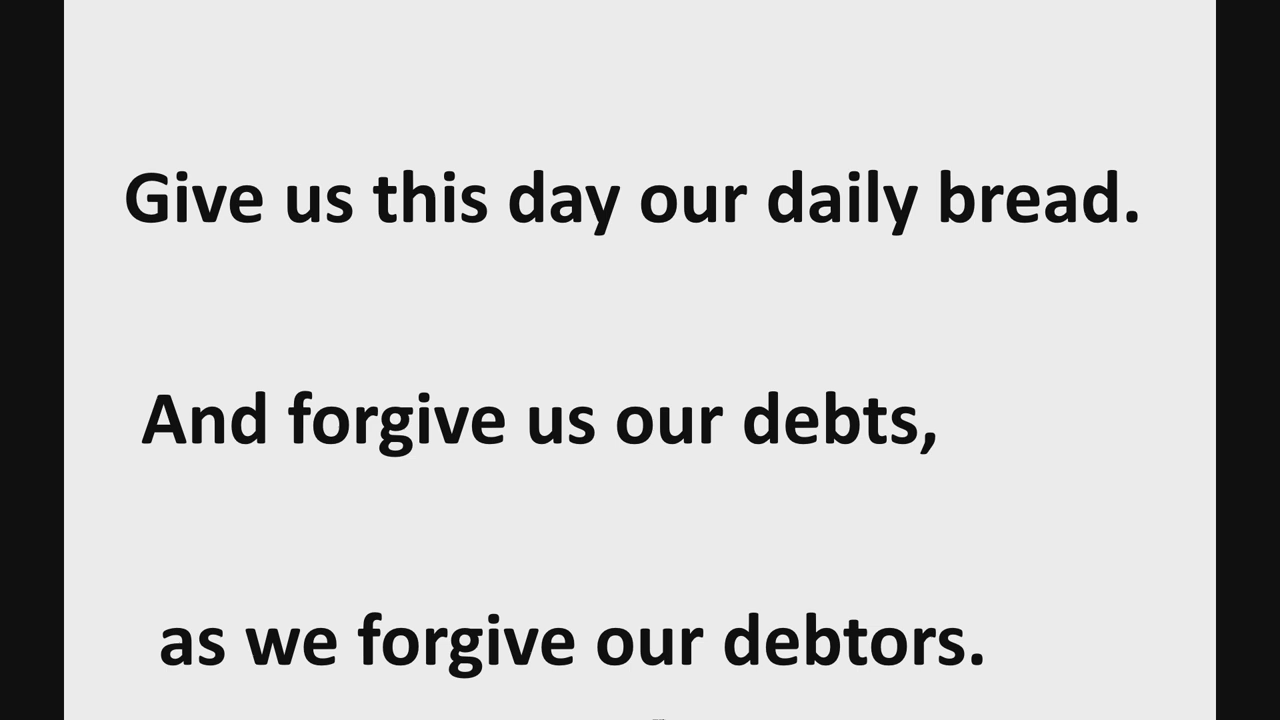 Give us this day our daily bread.
And forgive us our debts,
as we forgive our debtors.